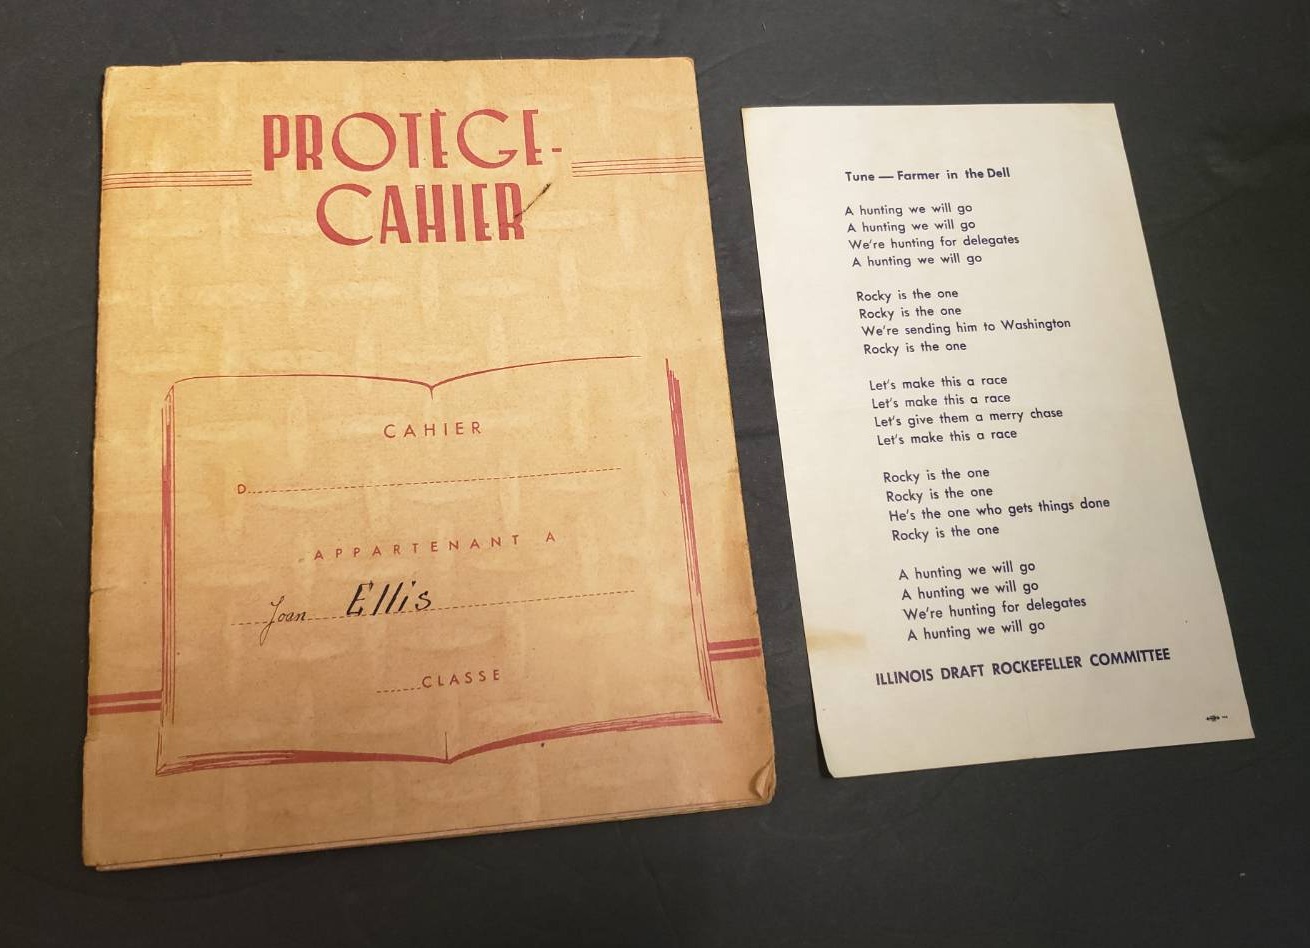 PROTÈGE-
CAHIER
CAHIER
D
APPARTENANT A
Joan Ellis
CLASSE
Tune — Farmer in the Dell
A hunting we will go
A hunting we will go
We're hunting for delegates
A hunting we will go
Rocky is the one
Rocky is the one
We're sending him to Washington
Rocky is the one
Let's make this a race
Let's make this a race
Let's give them a merry chase
Let's make this a race
Rocky is the one
Rocky is the one
He's the one who gets things done
Rocky is the one
A hunting we will go
A hunting we will go
We're hunting for delegates
A hunting we will go
ILLINOIS DRAFT ROCKEFELLER COMMITTEE